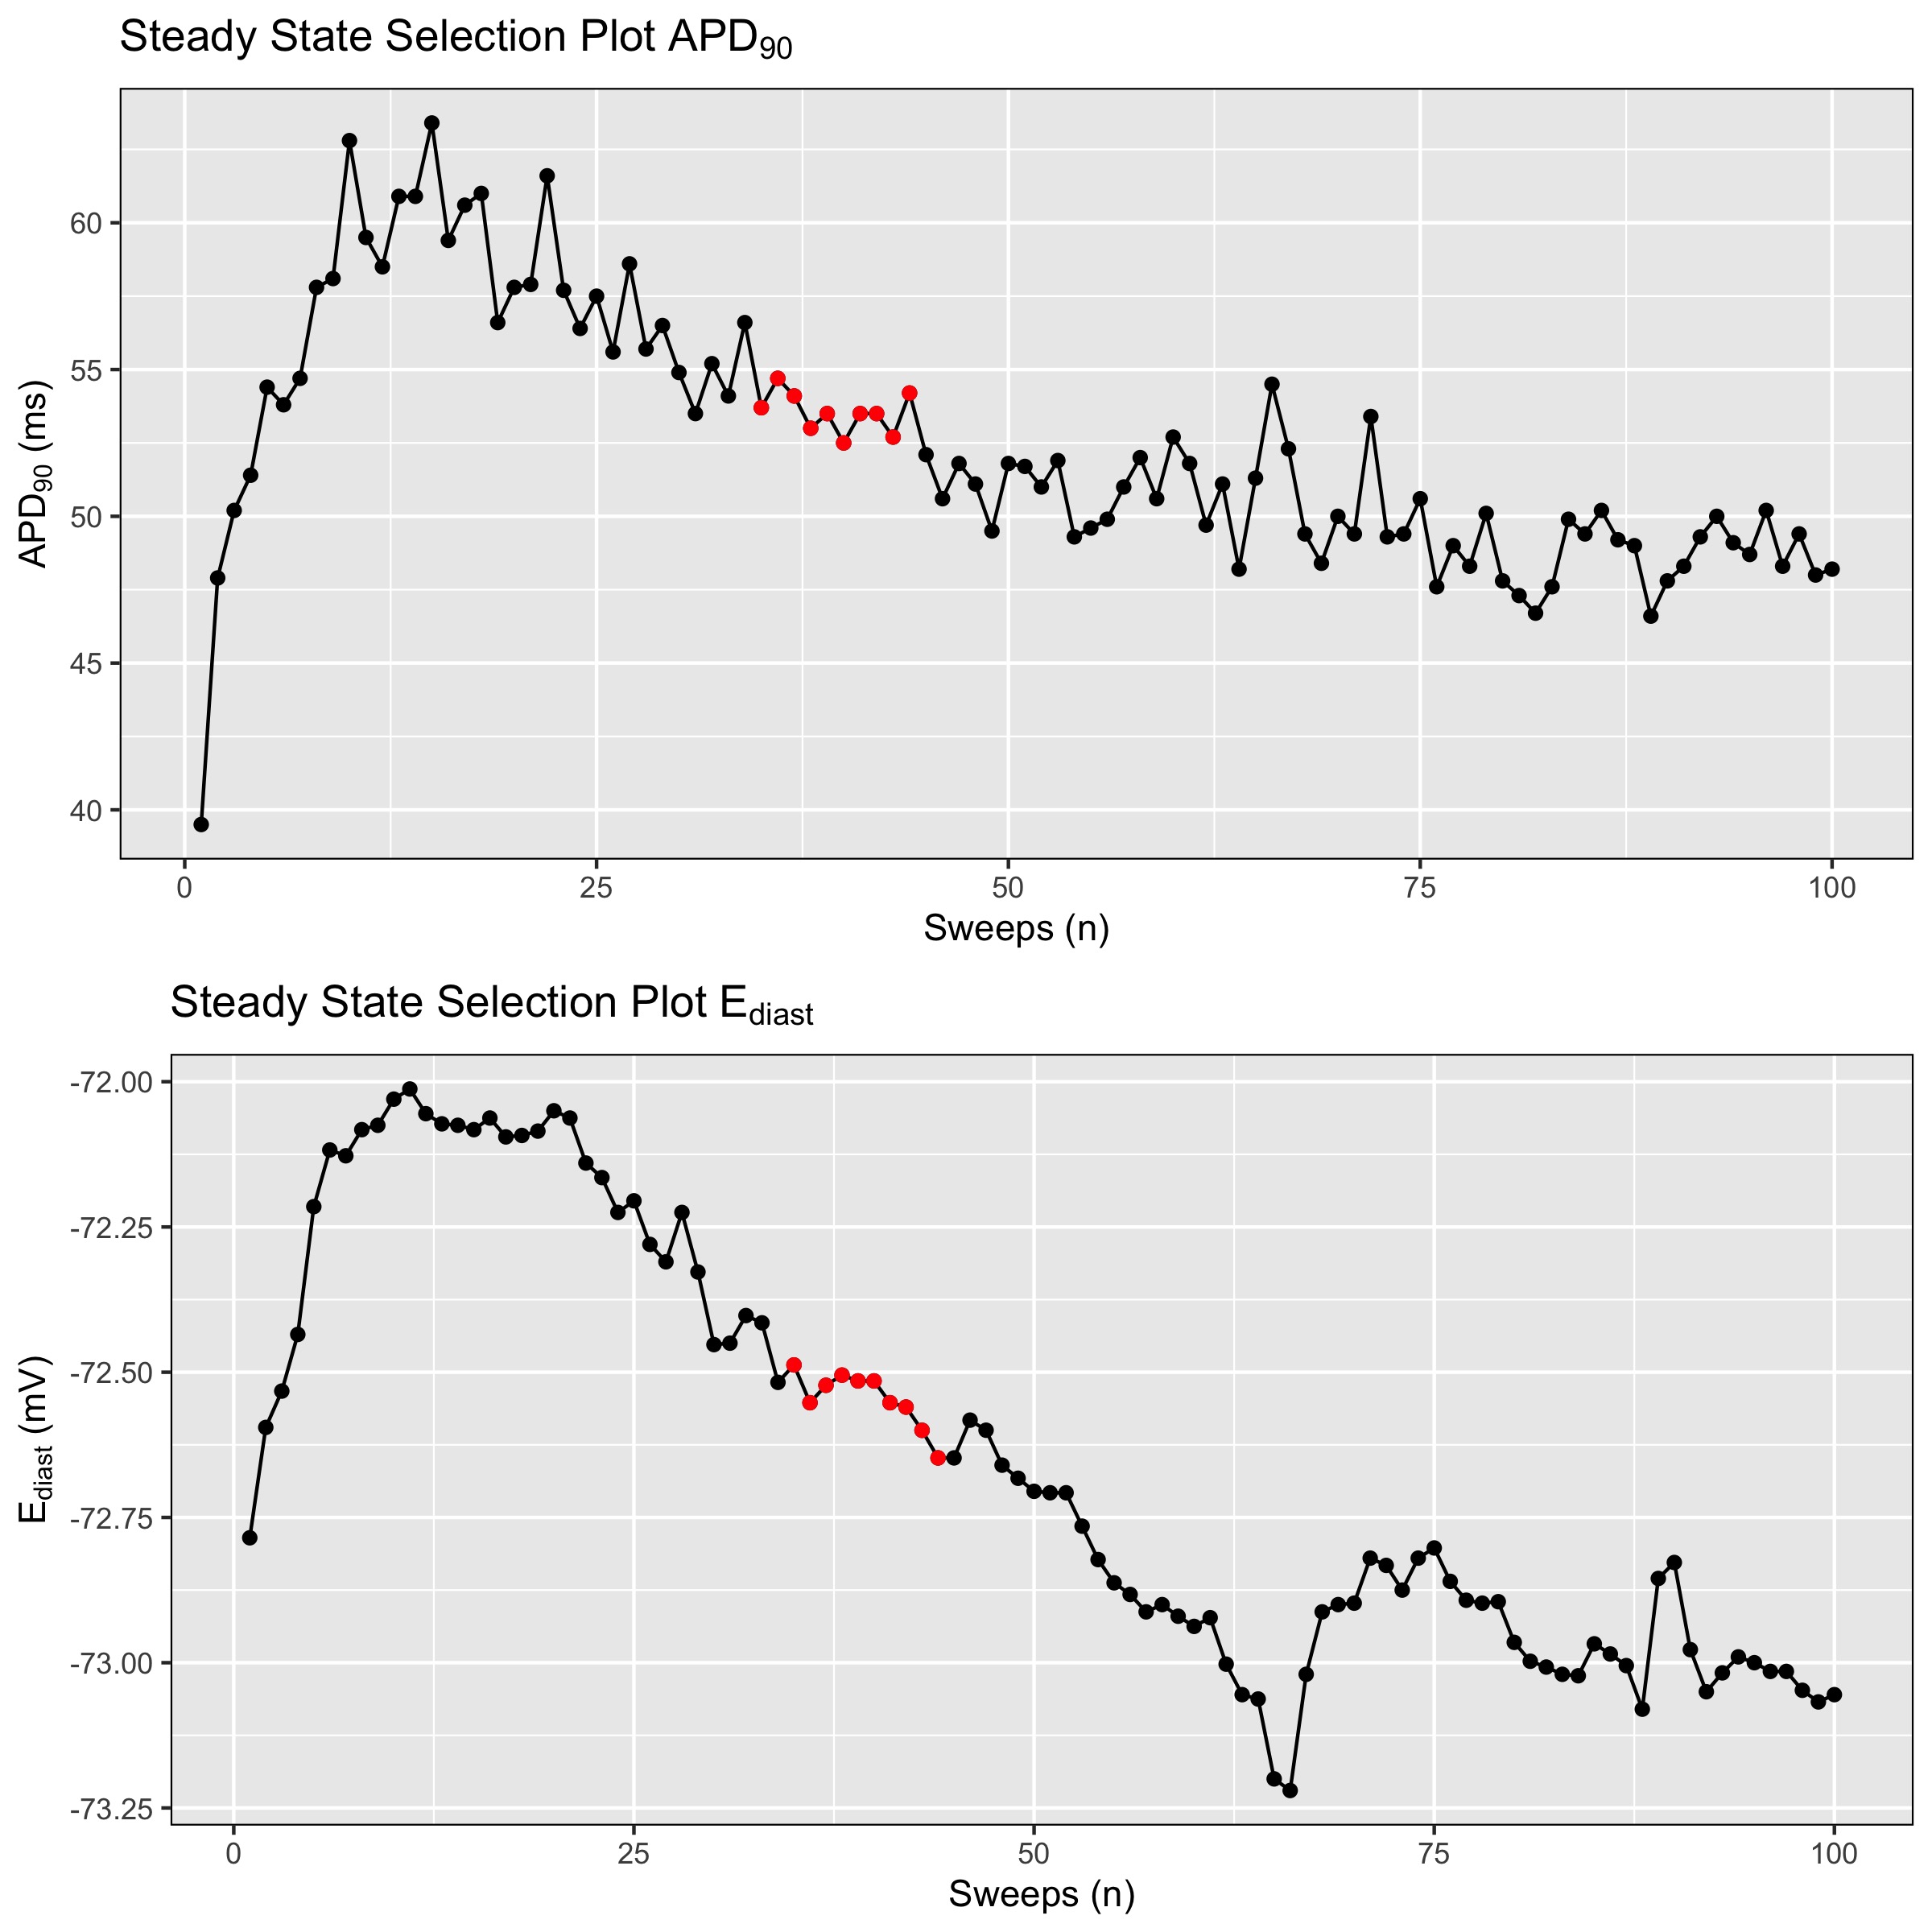 Steady State Selection Plot APD90
60
55
50
45
40
APD90 (ms)
0 25 50 75 100
Sweeps (n)
Steady State Selection Plot Ediast
-72.00
-72.25
-72.50
-72.75
-73.00
-73.25
Ediast (mV)
0 25 50 75 100
Sweeps (n)